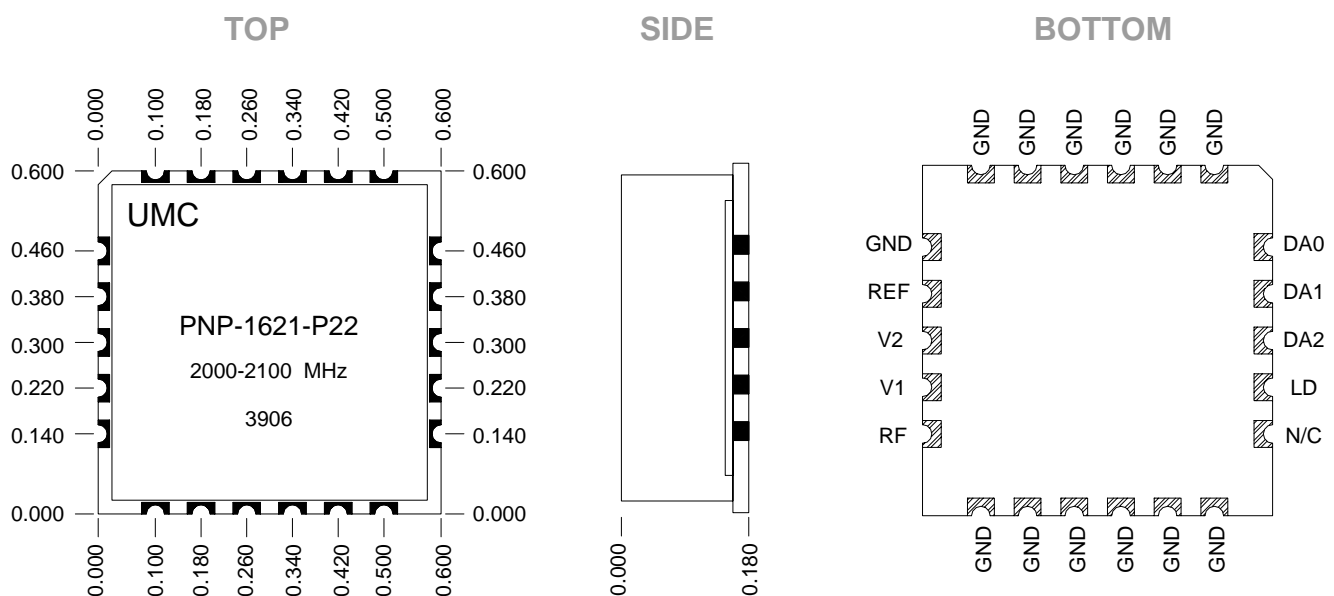 TOP
SIDE
BOTTOM
0.000
0.100
0.180
0.260
0.340
0.420
0.500
0.600
0.600
0.460
0.380
0.300
0.220
0.140
0.000
UMC
PNP-1621-P22
2000-2100 MHz
3906
0.600
0.460
0.380
0.300
0.220
0.140
0.000
0.000
0.100
0.180
0.260
0.340
0.420
0.500
0.600
0.000
0.180
GND
GND
GND
GND
GND
GND
GND
REF
V2
V1
RF
DA0
DA1
DA2
LD
N/C
GND
GND
GND
GND
GND
GND